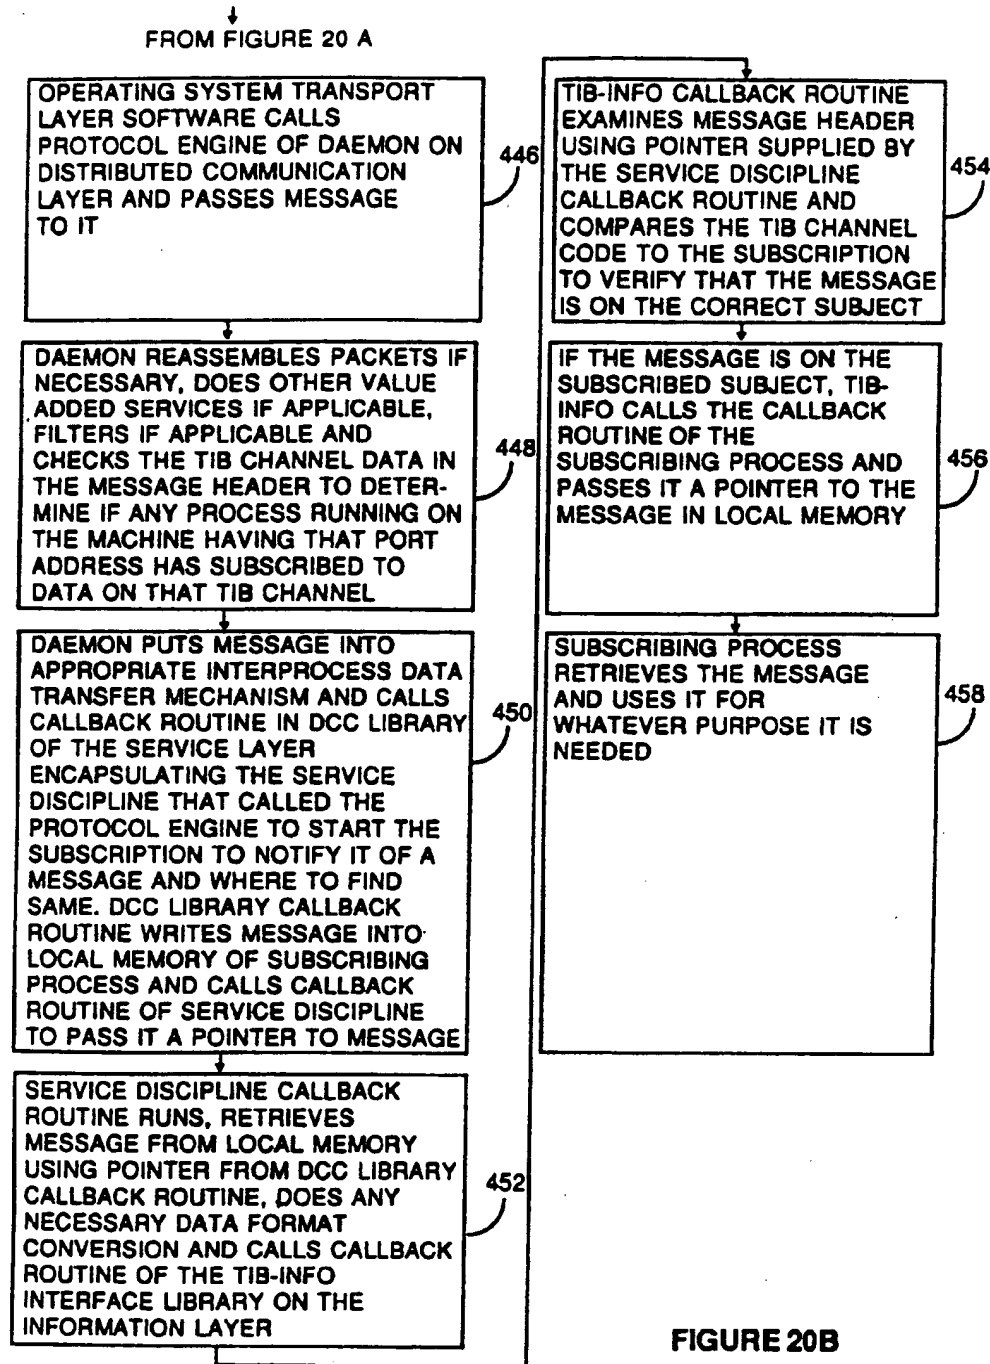 FROM FIGURE 20 A
OPERATING SYSTEM TRANSPORT
LAYER SOFTWARE CALLS
PROTOCOL ENGINE OF DAEMON ON
DISTRIBUTED COMMUNICATION
LAYER AND PASSES MESSAGE
TO IT
446
DAEMON REASSEMBLES PACKETS IF
NECESSARY, DOES OTHER VALUE
ADDED SERVICES IF APPLICABLE,
FILTERS IF APPLICABLE AND
CHECKS THE TIB CHANNEL DATA IN
THE MESSAGE HEADER TO DETER-
MINE IF ANY PROCESS RUNNING ON
THE MACHINE HAVING THAT PORT
ADDRESS HAS SUBSCRIBED TO
DATA ON THAT TIB CHANNEL
448
DAEMON PUTS MESSAGE INTO
APPROPRIATE INTERPROCESS DATA
TRANSFER MECHANISM AND CALLS
CALLBACK ROUTINE IN DCC LIBRARY
OF THE SERVICE LAYER
ENCAPSULATING THE SERVICE
DISCIPLINE THAT CALLED THE
PROTOCOL ENGINE TO START THE
SUBSCRIPTION TO NOTIFY IT OF A
MESSAGE AND WHERE TO FIND
SAME. DCC LIBRARY CALLBACK
ROUTINE WRITES MESSAGE INTO
LOCAL MEMORY OF SUBSCRIBING
PROCESS AND CALLS CALLBACK
ROUTINE OF SERVICE DISCIPLINE
TO PASS IT A POINTER TO MESSAGE
450
SERVICE DISCIPLINE CALLBACK
ROUTINE RUNS, RETRIEVES
MESSAGE FROM LOCAL MEMORY
USING POINTER FROM DCC LIBRARY
CALLBACK ROUTINE, DOES ANY
NECESSARY DATA FORMAT
CONVERSION AND CALLS CALLBACK
ROUTINE OF THE TIB-INFO
INTERFACE LIBRARY ON THE
INFORMATION LAYER
452
TIB-INFO CALLBACK ROUTINE
EXAMINES MESSAGE HEADER
USING POINTER SUPPLIED BY
THE SERVICE DISCIPLINE
CALLBACK ROUTINE AND
COMPARES THE TIB CHANNEL
CODE TO THE SUBSCRIPTION
TO VERIFY THAT THE MESSAGE
IS ON THE CORRECT SUBJECT
454
IF THE MESSAGE IS ON THE
SUBSCRIBED SUBJECT, TIB-
INFO CALLS THE CALLBACK
ROUTINE OF THE
SUBSCRIBING PROCESS AND
PASSES IT A POINTER TO THE
MESSAGE IN LOCAL MEMORY
456
SUBSCRIBING PROCESS
RETRIEVES THE MESSAGE
AND USES IT FOR
WHATEVER PURPOSE IT IS
NEEDED
458
FIGURE 20B